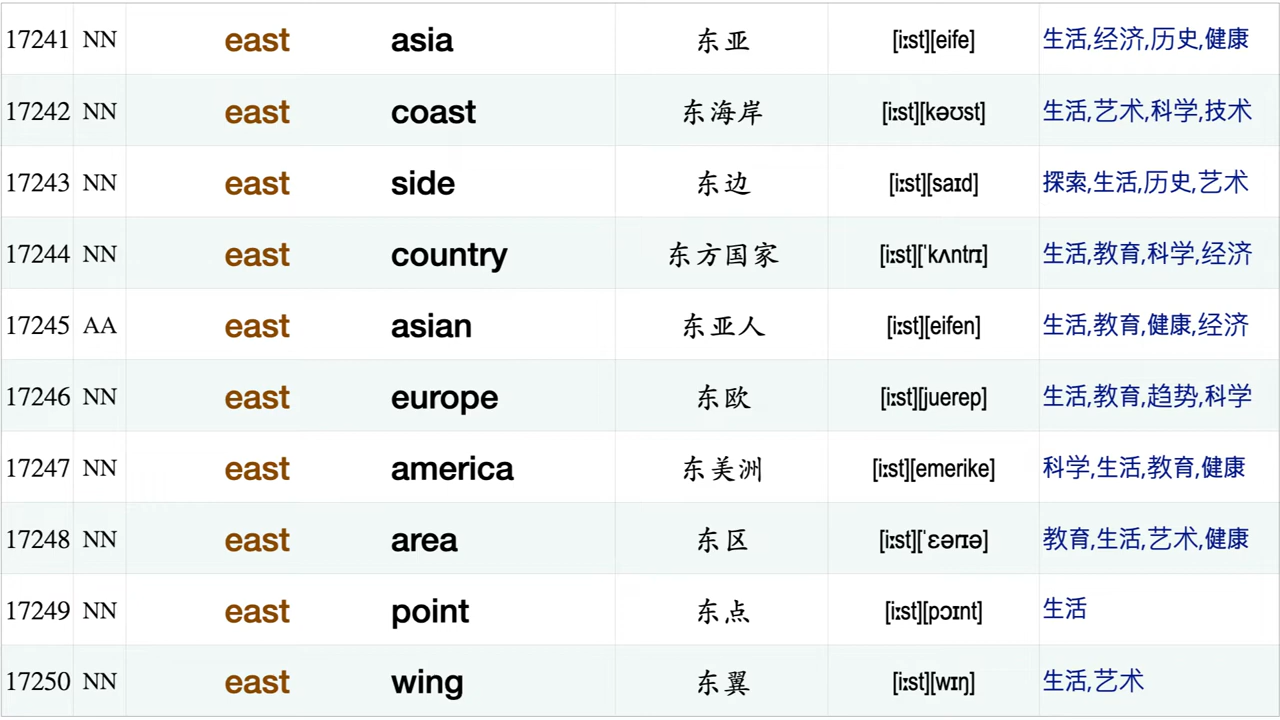 17241 NN east asia 东亚 [iːst][eife] 生活,经济,历史,健康
17242 NN east coast 东海岸 [iːst][kəʊst] 生活,艺术,科学,技术
17243 NN east side 东边 [iːst][saɪd] 探索,生活,历史,艺术
17244 NN east country 东方国家 [iːst][ˈkʌntrɪ] 生活,教育,科学,经济
17245 AA east asian 东亚人 [iːst][eifen] 生活,教育,健康,经济
17246 NN east europe 东欧 [iːst][juerep] 生活,教育,趋势,科学
17247 NN east america 东美洲 [iːst][emerike] 科学,生活,教育,健康
17248 NN east area 东区 [iːst][ˈɛərɪə] 教育,生活,艺术,健康
17249 NN east point 东点 [iːst][pɔɪnt] 生活
17250 NN east wing 东翼 [iːst][wɪŋ] 生活,艺术